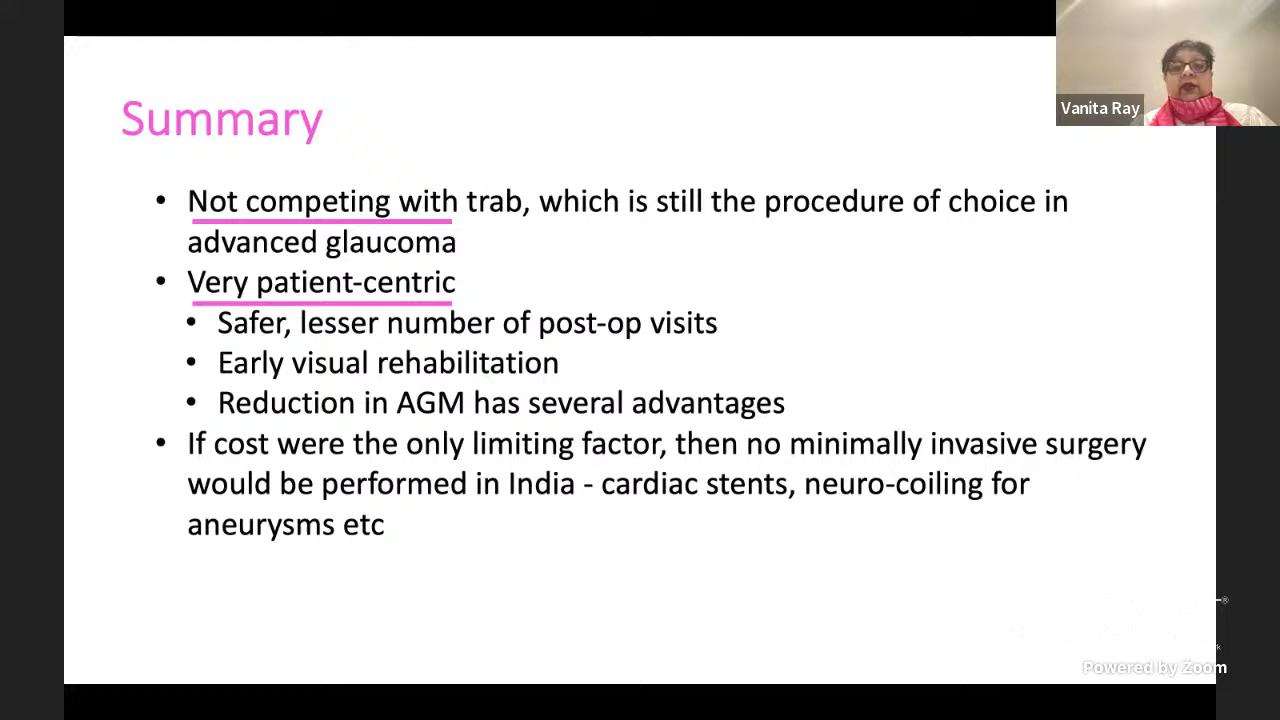 Vanita Ray
Summary
• Not competing with trab, which is still the procedure of choice in
advanced glaucoma
• Very patient-centric
• Safer, lesser number of post-op visits
• Early visual rehabilitation
• Reduction in AGM has several advantages
• If cost were the only limiting factor, then no minimally invasive surgery
would be performed in India - cardiac stents, neuro-coiling for
aneurysms etc
®
Powered by Zoom